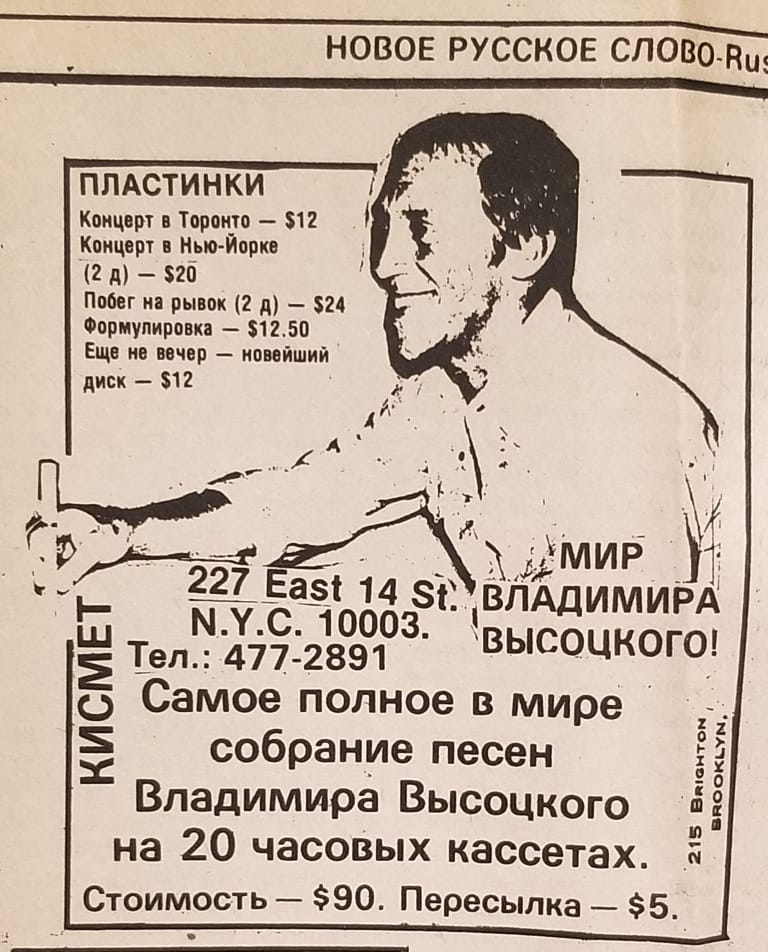 НОВОЕ РУССКОЕ СЛОВО-Rus
ПЛАСТИНКИ
Концерт в Торонто — $12
Концерт в Нью-Йорке
(2 д) — $20
Побег на рывок (2 д) — $24
Формулировка — $12.50
Еще не вечер — новейший
диск — $12
МИР
ВЛАДИМИРА
ВЫСОЦКОГО!
227 East 14 St.
N.Y.C. 10003.
Тел.: 477-2891
КИСМЕТ
Самое полное в мире
собрание песен
Владимира Высоцкого
на 20 часовых кассетах.
Стоимость — $90. Пересылка — $5.
215 BRIGHTON
BROOKLYN,